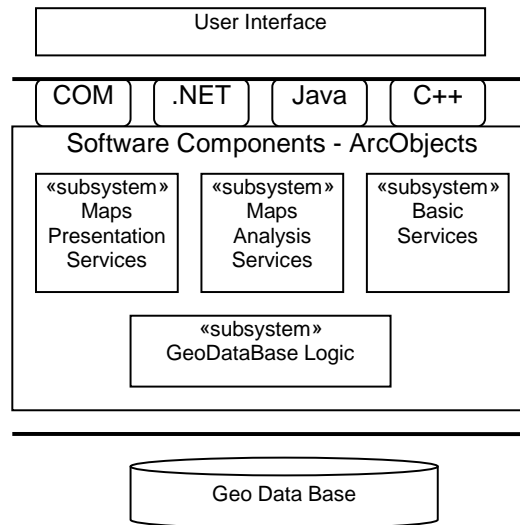 User Interface
COM .NET Java C++
Software Components - ArcObjects
«subsystem»
Maps
Presentation
Services
«subsystem»
Maps
Analysis
Services
«subsystem»
Basic
Services
«subsystem»
GeoDataBase Logic
Geo Data Base